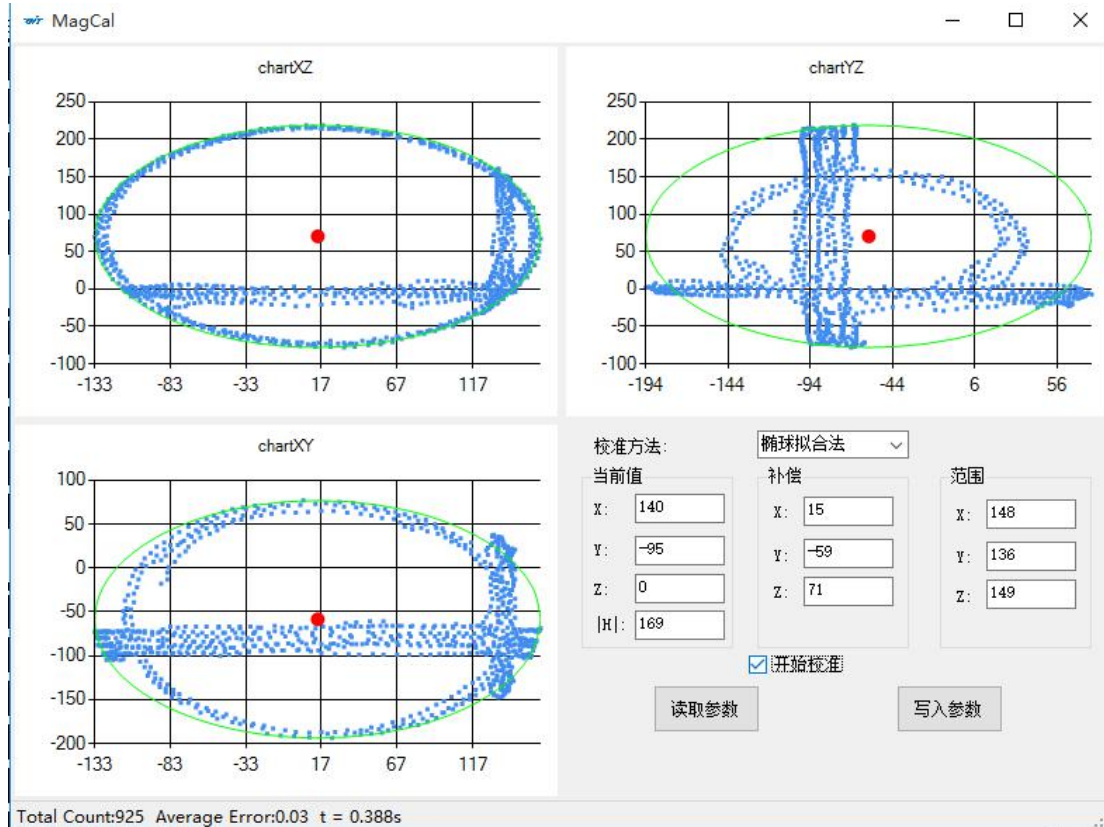 MagCal
chartXZ
250
200
150
100
50
0
-50
-100
-133 -83 -33 17 67 117
chartYZ
250
200
150
100
50
0
-50
-100
-194 -144 -94 -44 6 56
chartXY
100
50
0
-50
-100
-150
-200
-133 -83 -33 17 67 117
校准方法: 椭球拟合法
当前值 补偿 范围
X: 140 X: 15 X: 148
Y: -95 Y: -59 Y: 136
Z: 0 Z: 71 Z: 149
|H|: 169
开始校准
读取参数 写入参数
Total Count:925 Average Error:0.03 t = 0.388s